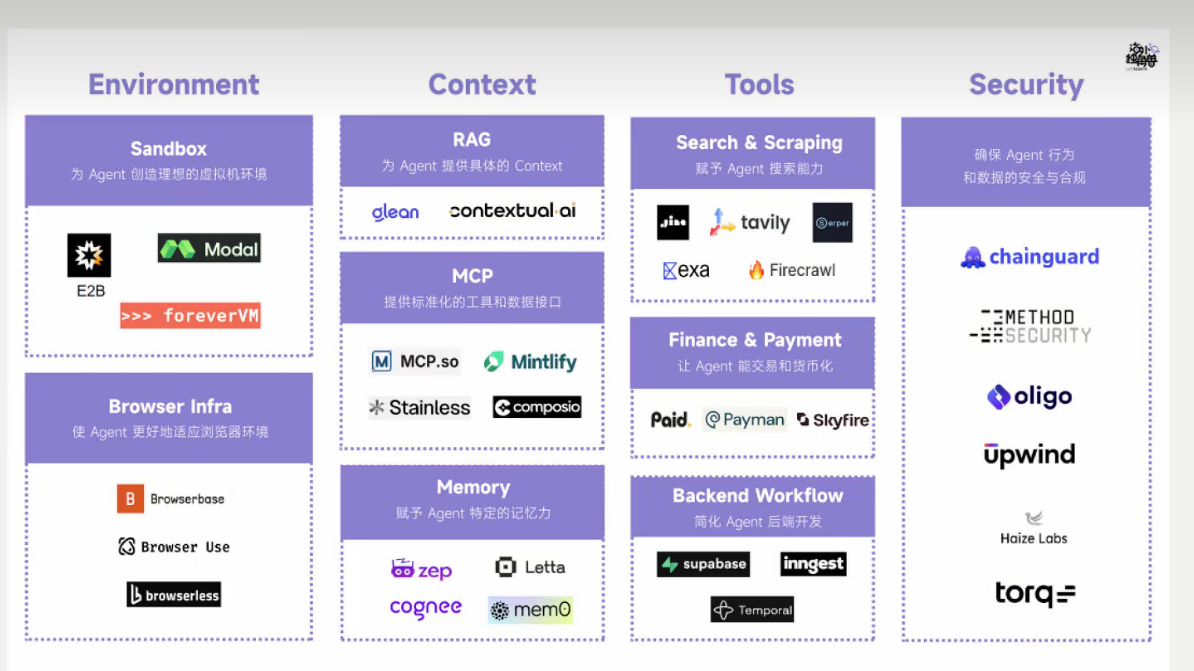 海外独角兽
Environment
Sandbox
为 Agent 创造理想的虚拟机环境
E2B
Modal
>>> foreverVM
Browser Infra
使 Agent 更好地适应浏览器环境
B Browserbase
Browser Use
browserless
Context
RAG
为 Agent 提供具体的 Context
glean
contextual·ai
MCP
提供标准化的工具和数据接口
M MCP.so
Mintlify
Stainless
composio
Memory
赋予 Agent 特定的记忆力
zep
Letta
cognee
mem0
Tools
Search & Scraping
赋予 Agent 搜索能力
Jina
tavily
Serper
exa
Firecrawl
Finance & Payment
让 Agent 能交易和货币化
Paid.
Payman
Skyfire
Backend Workflow
简化 Agent 后端开发
supabase
inngest
Temporal
Security
确保 Agent 行为
和数据的安全与合规
chainguard
METHOD
SECURITY
oligo
upwind
Haize Labs
torq